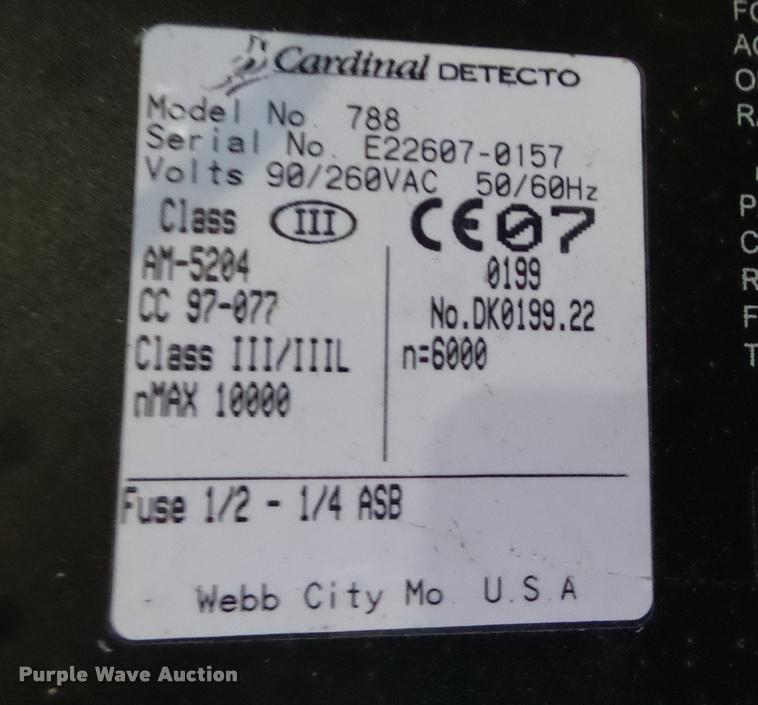 Cardinal DETECTO
Model No. 788
Serial No. E22607-0157
Volts 90/260VAC 50/60Hz
Class III
CE07
AM-5204
0199
CC 97-077
No.DK0199.22
Class III/IIIL
n=6000
nMAX 10000
Fuse 1/2 - 1/4 ASB
Webb City Mo U.S.A
Purple Wave Auction